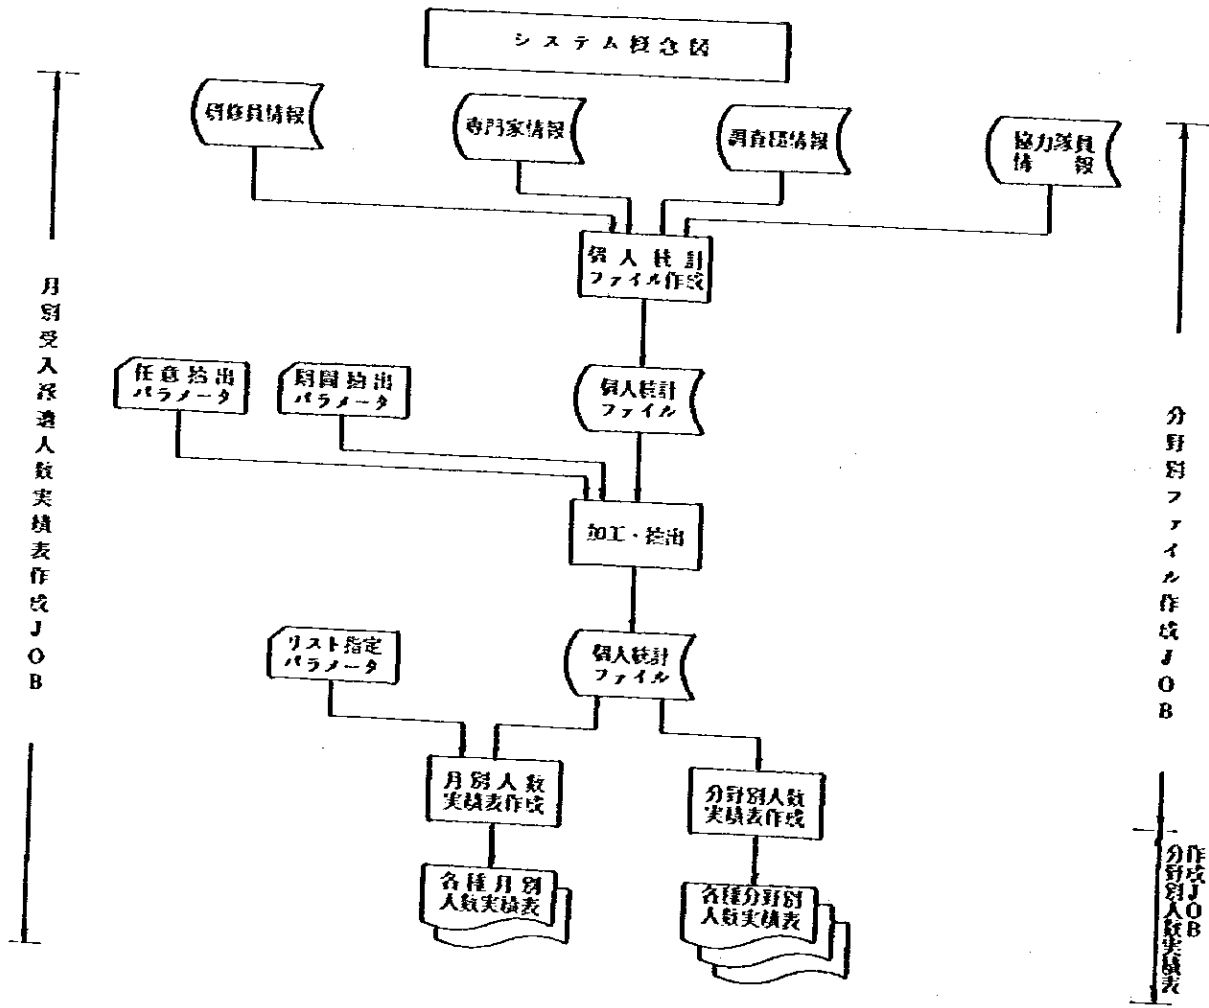 システム概念図
研修員情報
専門家情報
調査団情報
協力隊員
情報
個人統計
ファイル作成
任意抽出
パラメータ
期間抽出
パラメータ
個人統計
ファイル
加工・抽出
リスト指定
パラメータ
個人統計
ファイル
月別人数
実績表作成
分野別人数
実績表作成
各種月別
人数実績表
各種分野別
人数実績表
月別受入派遣人数実績表作成JOB
分野別ファイル作成JOB
分野別人数実績表
作成JOB